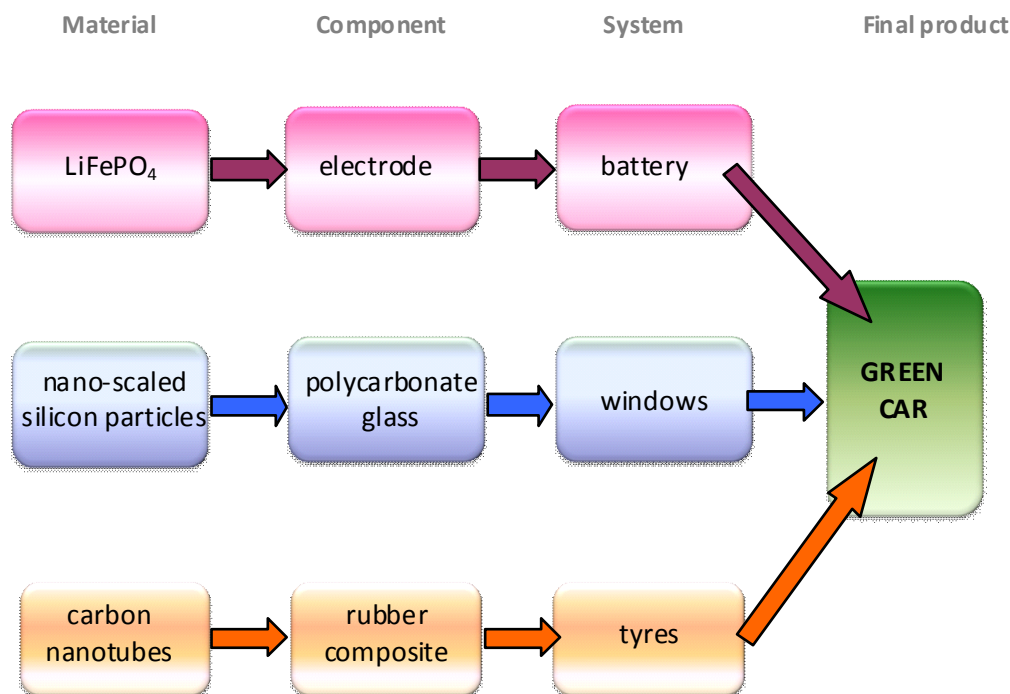 Material Component System Final product
LiFePO₄ electrode battery
nano-scaled
silicon particles
polycarbonate
glass
windows
GREEN
CAR
carbon
nanotubes
rubber
composite
tyres